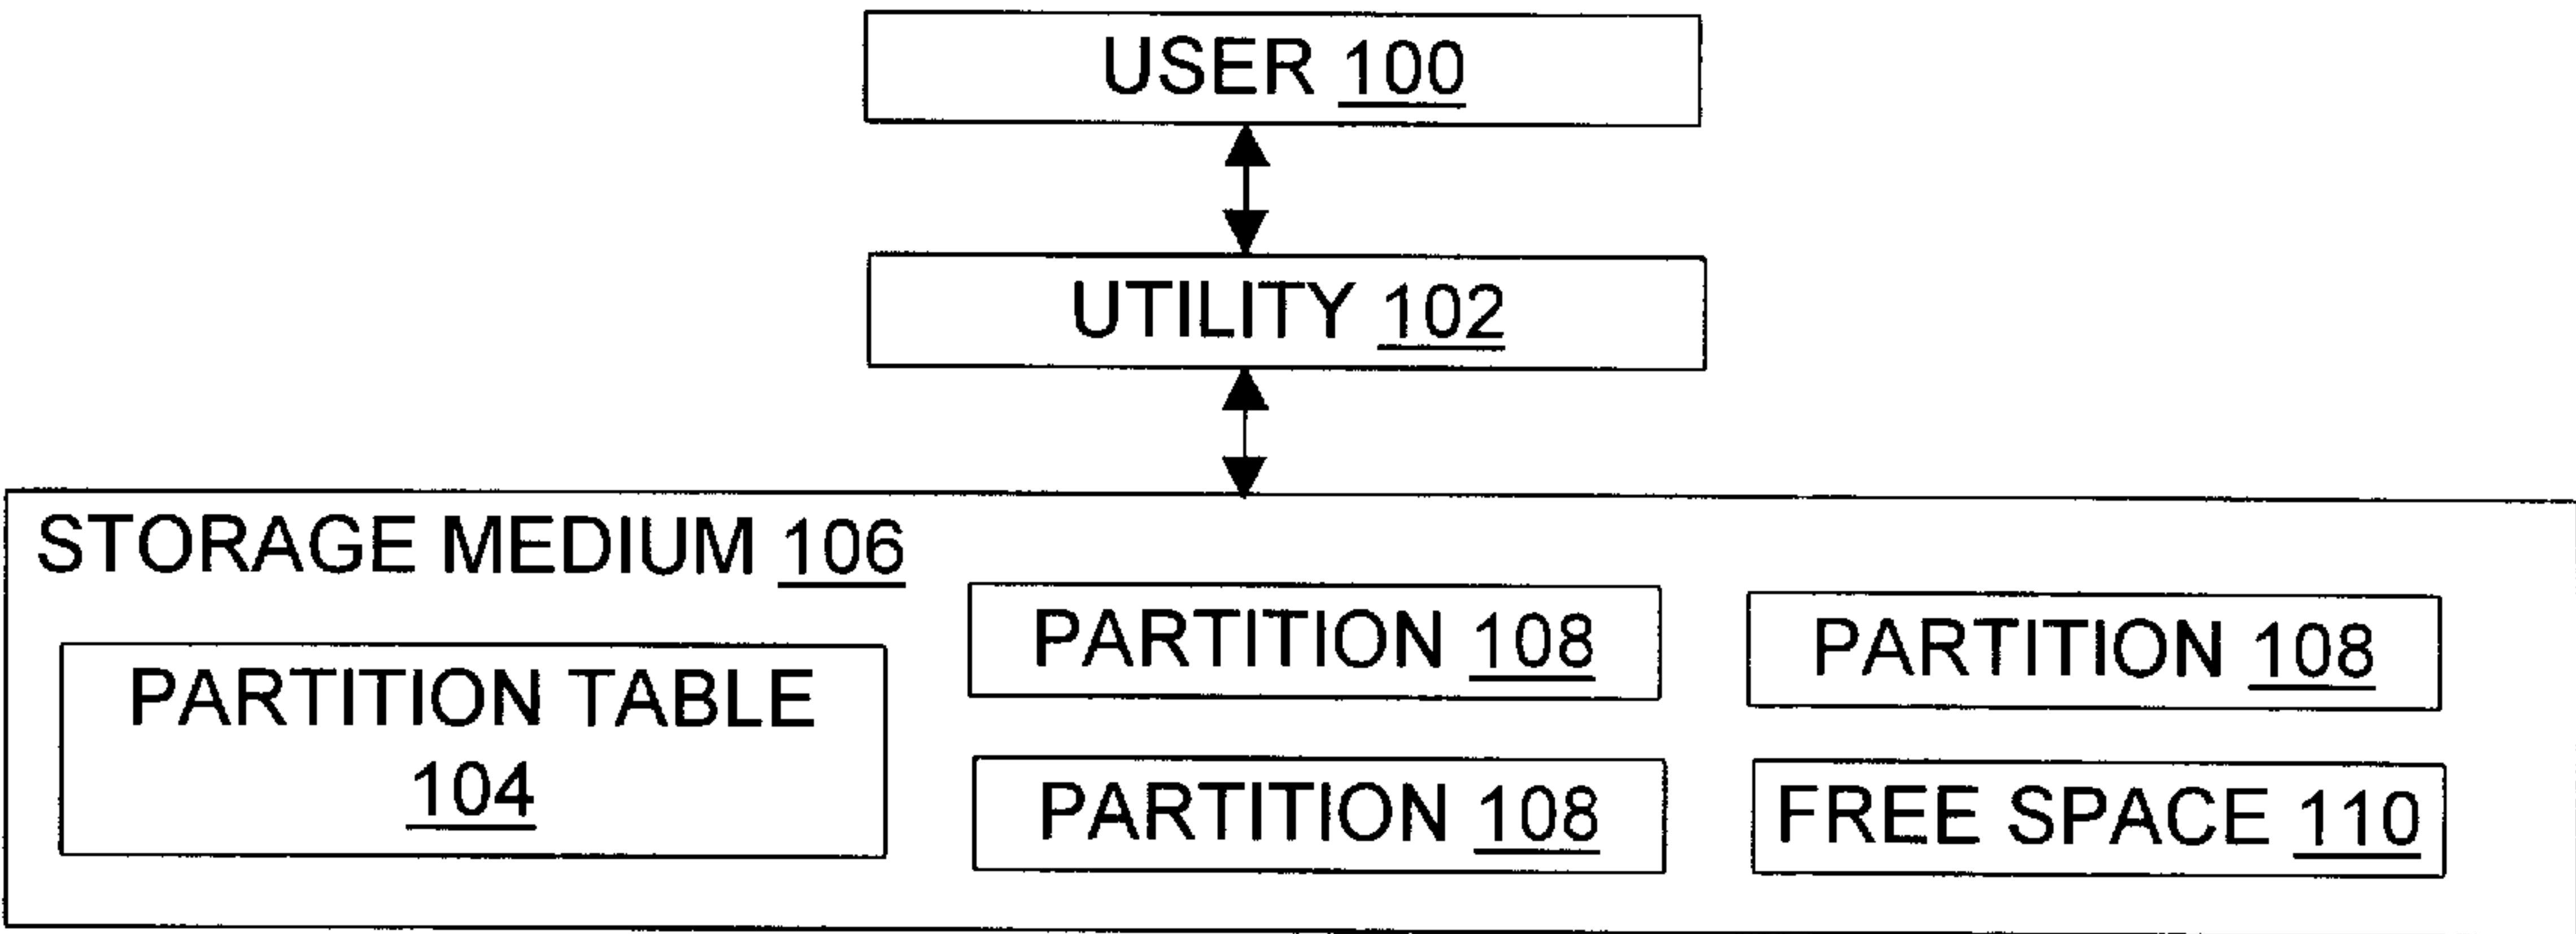 USER 100
UTILITY 102
STORAGE MEDIUM 106
PARTITION TABLE
104
PARTITION 108
PARTITION 108
PARTITION 108
FREE SPACE 110